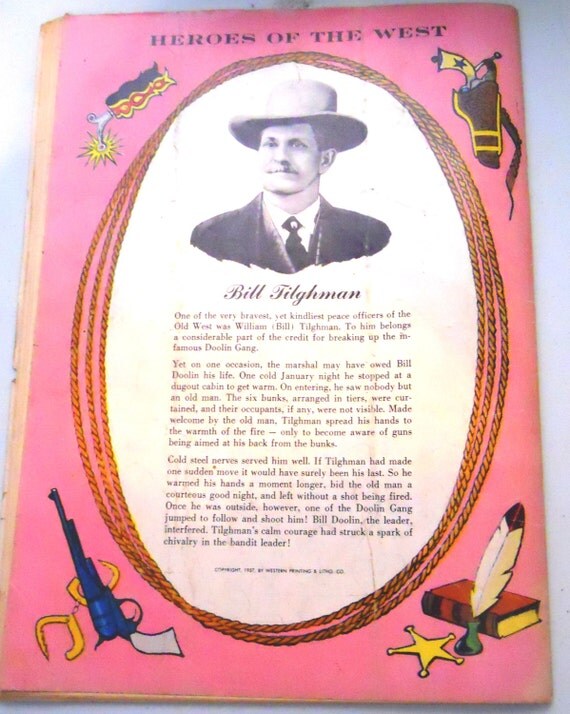 HEROES OF THE WEST
Bill Tilghman
One of the very bravest, yet kindliest peace officers of the
Old West was William (Bill) Tilghman. To him belongs
a considerable part of the credit for breaking up the in-
famous Doolin Gang.
Yet on one occasion, the marshal may have owed Bill
Doolin his life. One cold January night he stopped at a
dugout cabin to get warm. On entering, he saw nobody but
an old man. The six bunks, arranged in tiers, were cur-
tained, and their occupants, if any, were not visible. Made
welcome by the old man, Tilghman spread his hands to
the warmth of the fire — only to become aware of guns
being aimed at his back from the bunks.
Cold steel nerves served him well. If Tilghman had made
one sudden move it would have surely been his last. So he
warmed his hands a moment longer, bid the old man a
courteous good night, and left without a shot being fired.
Once he was outside, however, one of the Doolin Gang
jumped to follow and shoot him! Bill Doolin, the leader,
interfered. Tilghman's calm courage had struck a spark of
chivalry in the bandit leader!
COPYRIGHT, 1957, BY WESTERN PRINTING & LITHO. CO.